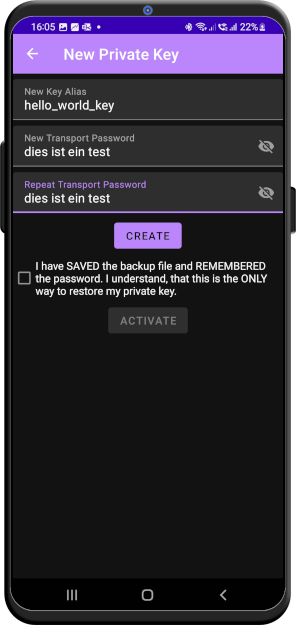 16:05 22%
New Private Key
New Key Alias
hello_world_key
New Transport Password
dies ist ein test
Repeat Transport Password
dies ist ein test
CREATE
I have SAVED the backup file and REMEMBERED
the password. I understand, that this is the ONLY
way to restore my private key.
ACTIVATE